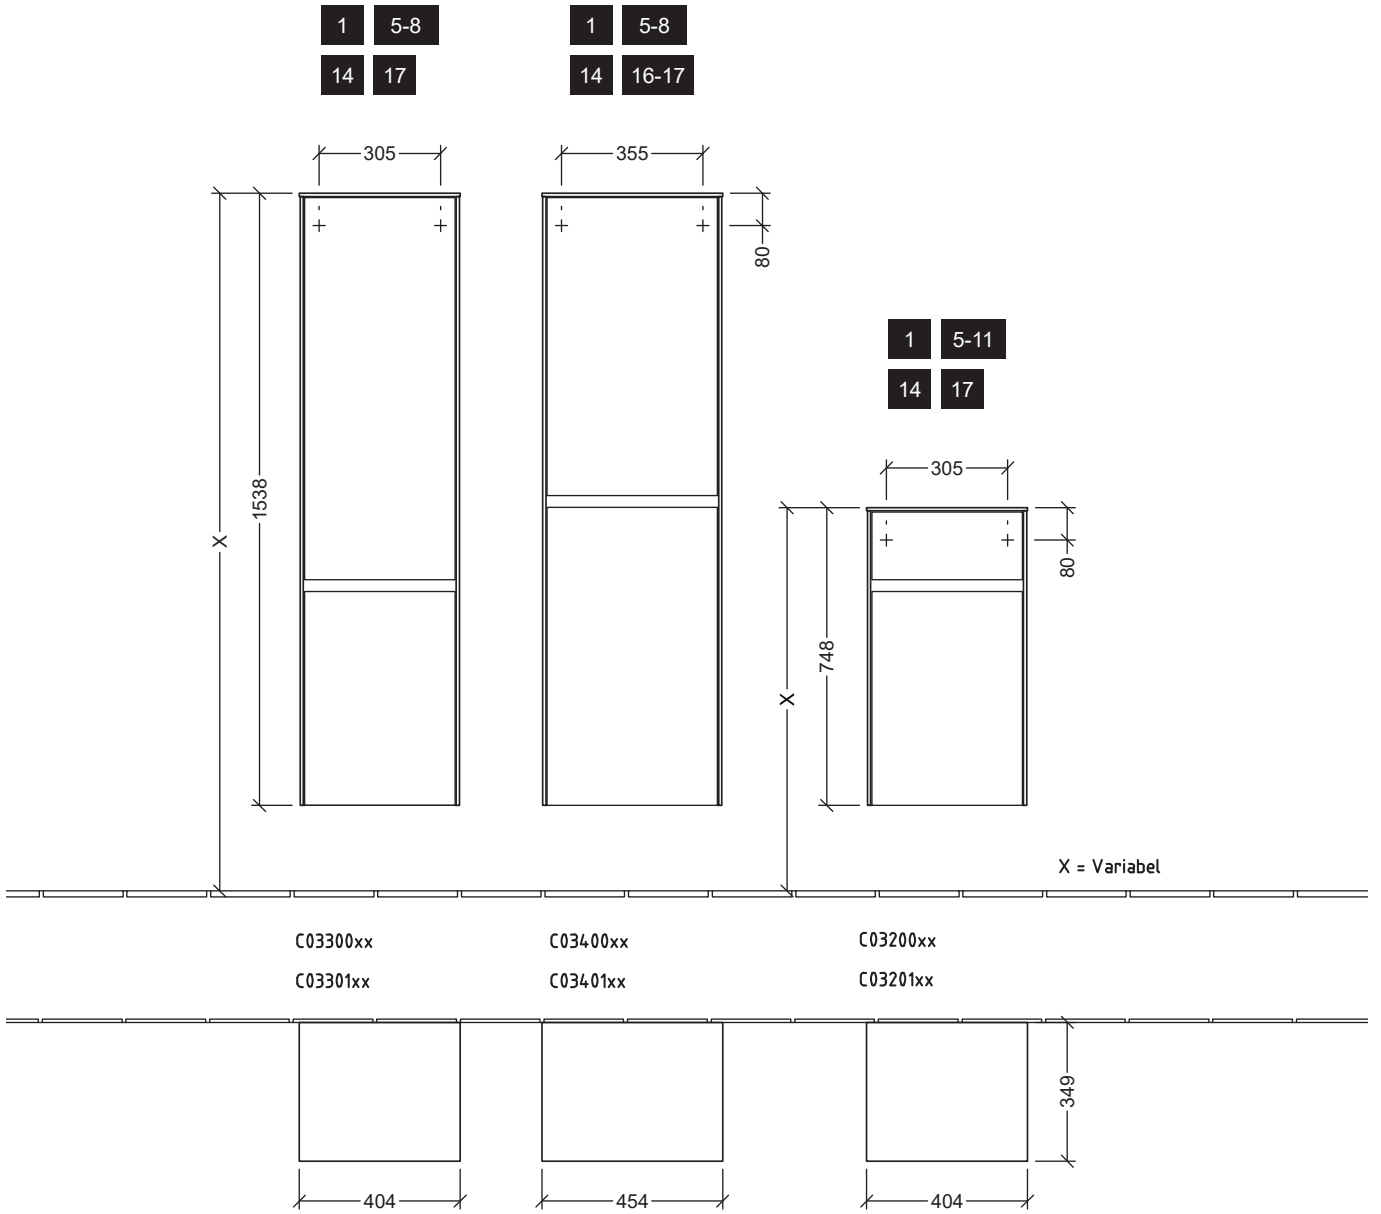 1 5-8
14 17
1 5-8
14 16-17
305
355
80
1538
X
1 5-11
14 17
305
80
748
X
X = Variabel
C03300xx
C03301xx
C03400xx
C03401xx
C03200xx
C03201xx
349
404
454
404